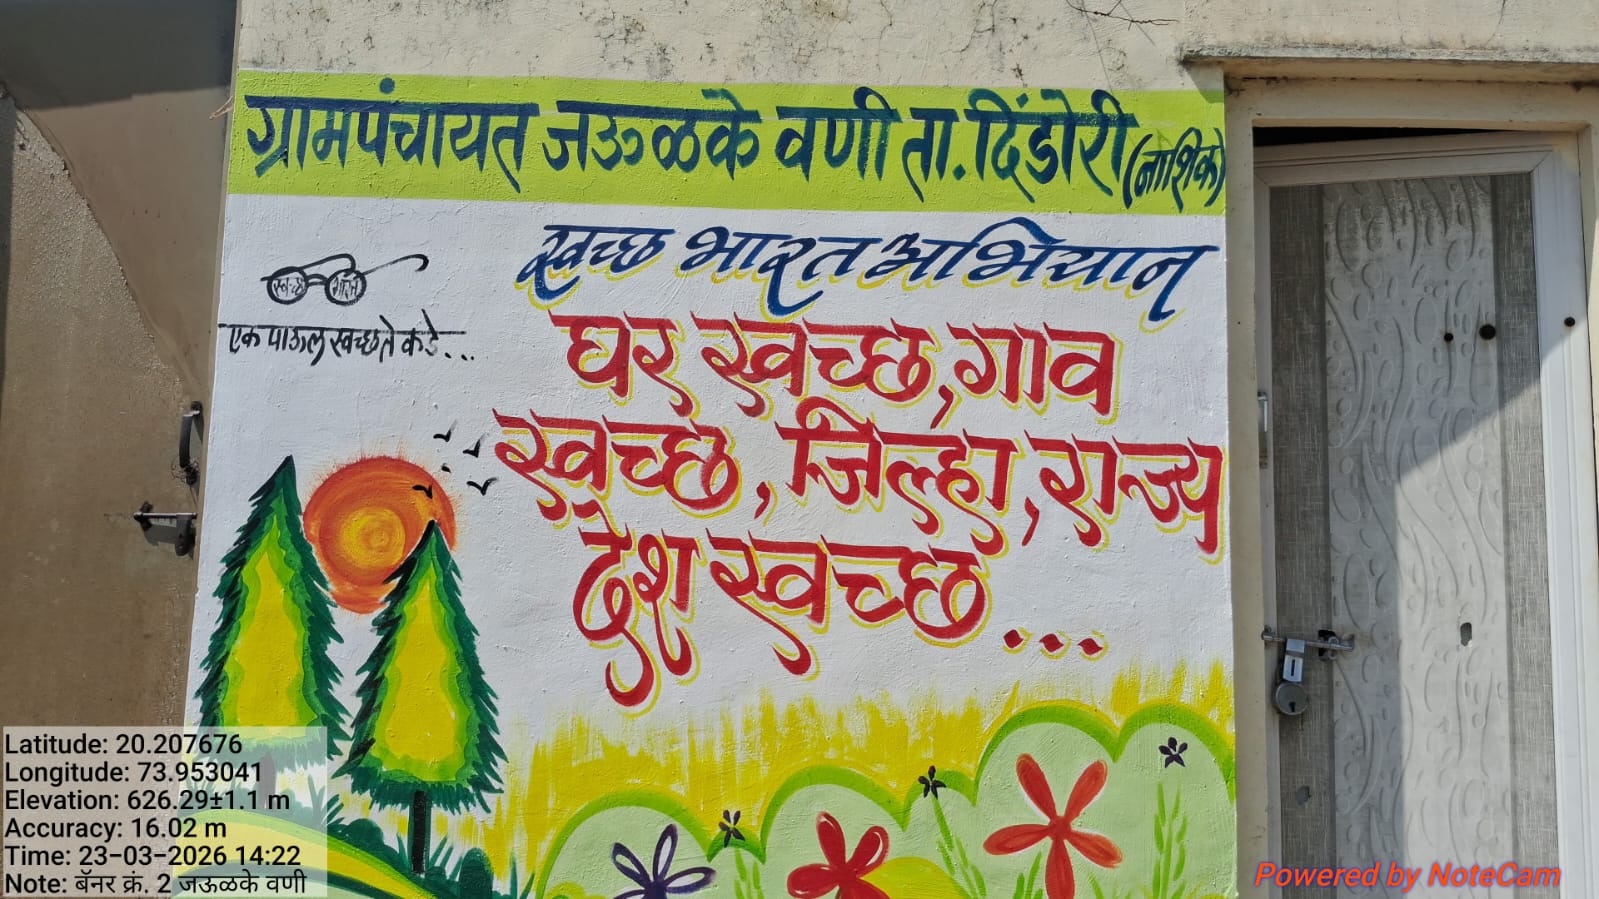 ग्रामपंचायत जऊळके वणी ता. दिंडोरी (नाशिक)
स्वच्छ भारत अभियान
स्वच्छ भारत
एक पाऊल स्वच्छते कडे...
घर स्वच्छ, गाव
स्वच्छ, जिल्हा, राज्य
देश स्वच्छ...
Latitude: 20.207676
Longitude: 73.953041
Elevation: 626.29±1.1 m
Accuracy: 16.02 m
Time: 23-03-2026 14:22
Note: बॅनर क्रं. 2 जऊळके वणी
Powered by NoteCam